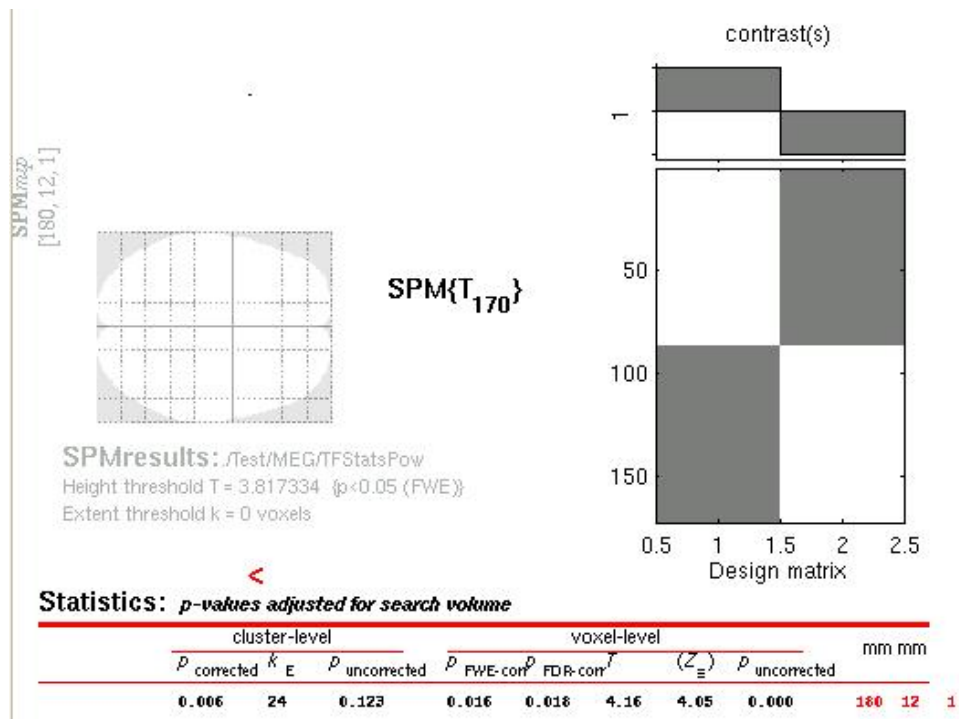 contrast(s)
1
SPMmip
[180, 12, 1]
SPM{T170}
50
100
150
0.5 1 1.5 2 2.5
Design matrix
SPMresults: ./Test/MEG/TFStatsPow
Height threshold T = 3.817334 {p<0.05 (FWE)}
Extent threshold k = 0 voxels
<
Statistics: p-values adjusted for search volume
cluster-level voxel-level mm mm
p corrected k E p uncorrected p FWE-corr p FDR-corr T (Z≡) p uncorrected
0.006 24 0.123 0.016 0.018 4.16 4.05 0.000 180 12 1